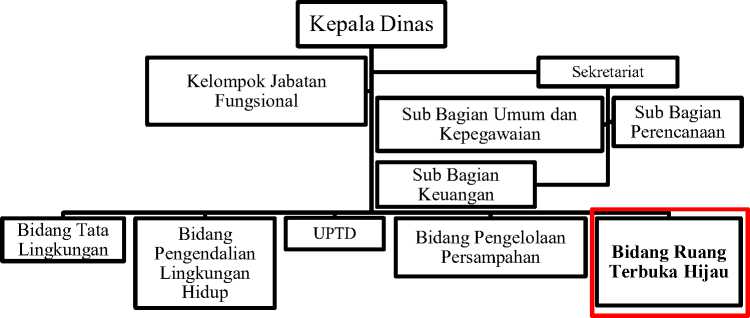 Kepala Dinas
Kelompok Jabatan
Fungsional
Sekretariat
Sub Bagian Umum dan
Kepegawaian
Sub Bagian
Perencanaan
Sub Bagian
Keuangan
Bidang Tata
Lingkungan
Bidang
Pengendalian
Lingkungan
Hidup
UPTD
Bidang Pengelolaan
Persampahan
Bidang Ruang
Terbuka Hijau